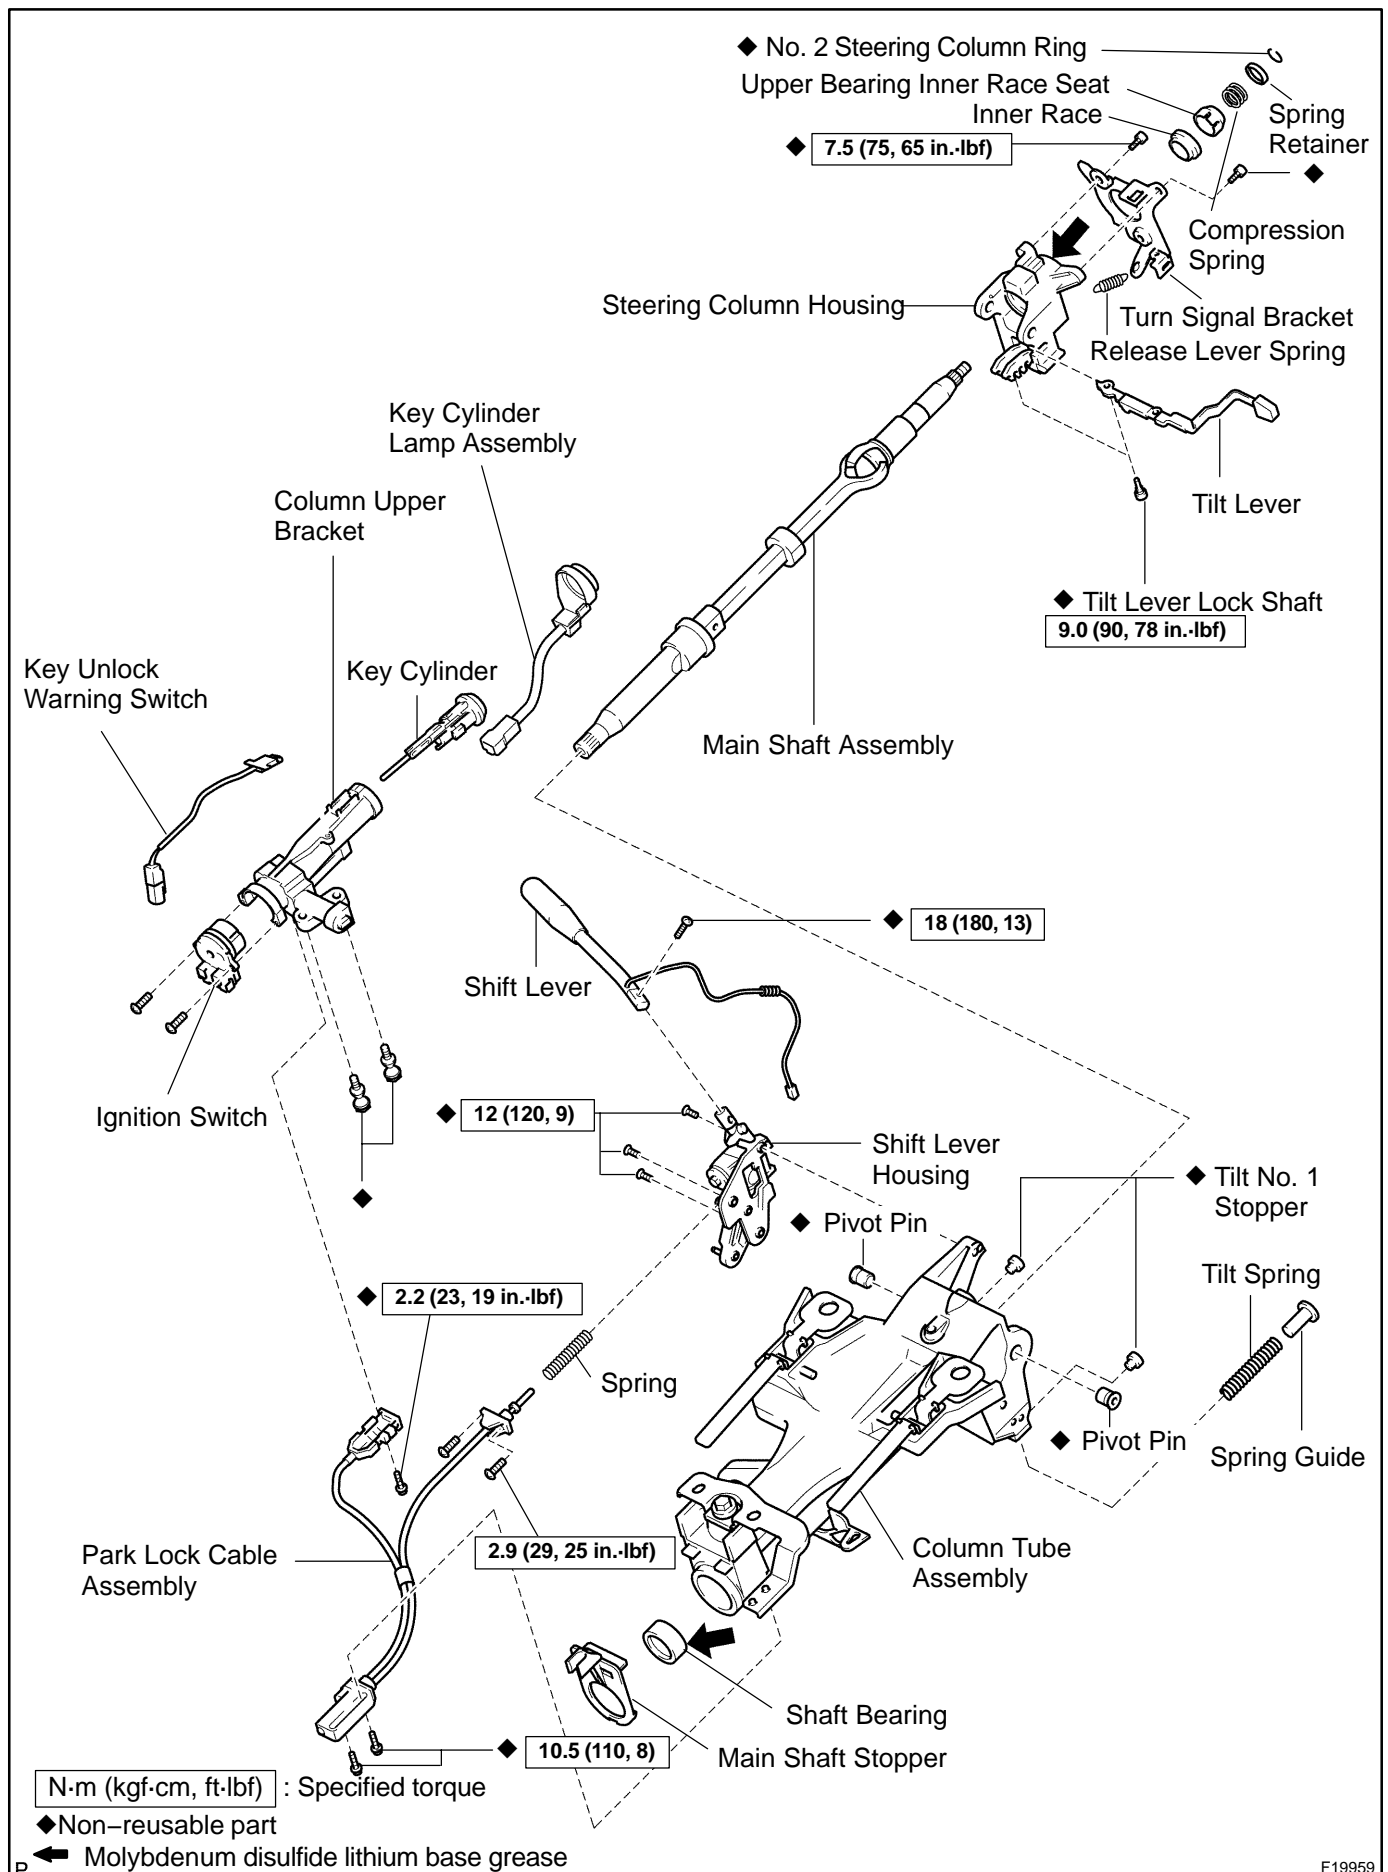 ◆ No. 2 Steering Column Ring
Upper Bearing Inner Race Seat
Inner Race
Spring
Retainer
◆ 7.5 (75, 65 in.·lbf)
◆
Compression
Spring
Steering Column Housing
Turn Signal Bracket
Release Lever Spring
Key Cylinder
Lamp Assembly
Tilt Lever
Column Upper
Bracket
◆ Tilt Lever Lock Shaft
9.0 (90, 78 in.·lbf)
Key Unlock
Warning Switch
Key Cylinder
Main Shaft Assembly
◆ 18 (180, 13)
Shift Lever
Ignition Switch
◆ 12 (120, 9)
Shift Lever
Housing
◆
◆ Tilt No. 1
Stopper
◆ Pivot Pin
Tilt Spring
◆ 2.2 (23, 19 in.·lbf)
Spring
◆ Pivot Pin
Spring Guide
Park Lock Cable
Assembly
2.9 (29, 25 in.·lbf)
Column Tube
Assembly
Shaft Bearing
Main Shaft Stopper
◆ 10.5 (110, 8)
N·m (kgf·cm, ft·lbf) : Specified torque
◆Non−reusable part
Molybdenum disulfide lithium base grease
P
F19959